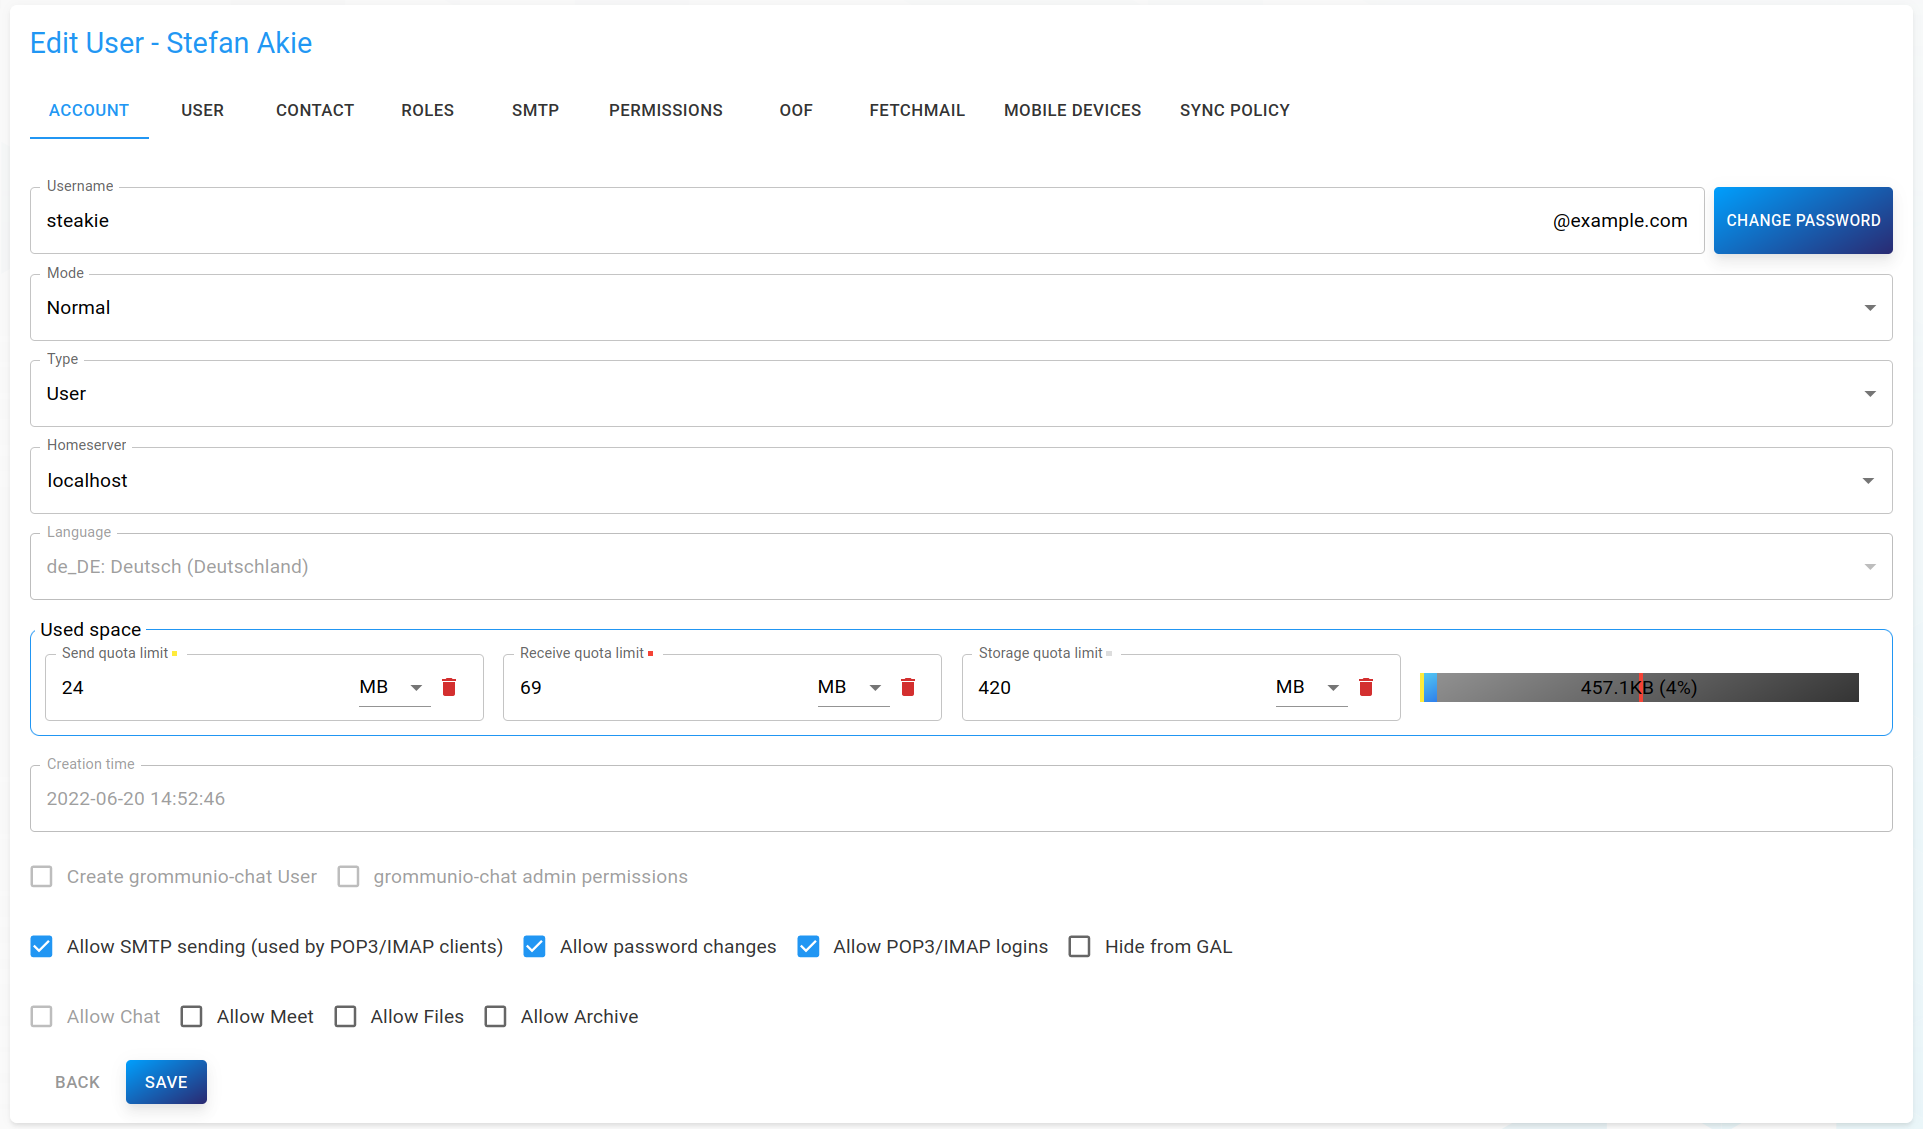 Edit User - Stefan Akie
ACCOUNT USER CONTACT ROLES SMTP PERMISSIONS OOF FETCHMAIL MOBILE DEVICES SYNC POLICY
Username
steakie @example.com CHANGE PASSWORD
Mode
Normal
Type
User
Homeserver
localhost
Language
de_DE: Deutsch (Deutschland)
Used space
Send quota limit Receive quota limit Storage quota limit
24 MB 69 MB 420 MB 457.1KB (4%)
Creation time
2022-06-20 14:52:46
Create grommunio-chat User grommunio-chat admin permissions
Allow SMTP sending (used by POP3/IMAP clients) Allow password changes Allow POP3/IMAP logins Hide from GAL
Allow Chat Allow Meet Allow Files Allow Archive
BACK SAVE